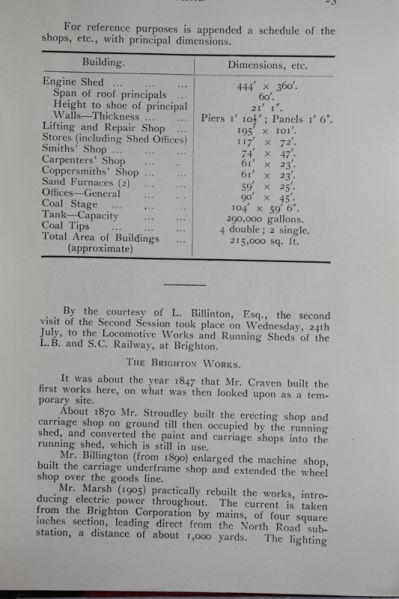 23
For reference purposes is appended a schedule of the
shops, etc., with principal dimensions.
Building. Dimensions, etc.
Engine Shed ... ... ... 444′ × 360′.
Span of roof principals ... 60′.
Height to shoe of principal 21′ 1″.
Walls—Thickness ... ... Piers 1′ 10½″; Panels 1′ 6″.
Lifting and Repair Shop ... 195′ × 101′.
Stores (including Shed Offices) 117′ × 72′.
Smiths' Shop ... ... ... 74′ × 47′.
Carpenters' Shop ... ... 61′ × 23′.
Coppersmiths' Shop ... ... 61′ × 23′.
Sand Furnaces (2) ... ... 59′ × 25′.
Offices—General ... ... 90′ × 45′.
Coal Stage ... ... ... 104′ × 59′ 6″.
Tank—Capacity ... ... 290,000 gallons.
Coal Tips ... ... ... 4 double; 2 single.
Total Area of Buildings ... 215,000 sq. ft.
(approximate)
By the courtesy of L. Billinton, Esq., the second
visit of the Second Session took place on Wednesday, 24th
July, to the Locomotive Works and Running Sheds of the
L.B. and S.C. Railway, at Brighton.
The Brighton Works.
It was about the year 1847 that Mr. Craven built the
first works here, on what was then looked upon as a tem-
porary site.
About 1870 Mr. Stroudley built the erecting shop and
carriage shop on ground till then occupied by the running
shed, and converted the paint and carriage shops into the
running shed, which is still in use.
Mr. Billington (from 1890) enlarged the machine shop,
built the carriage underframe shop and extended the wheel
shop over the goods line.
Mr. Marsh (1905) practically rebuilt the works, intro-
ducing electric power throughout. The current is taken
from the Brighton Corporation by mains, of four square
inches section, leading direct from the North Road sub-
station, a distance of about 1,000 yards. The lighting